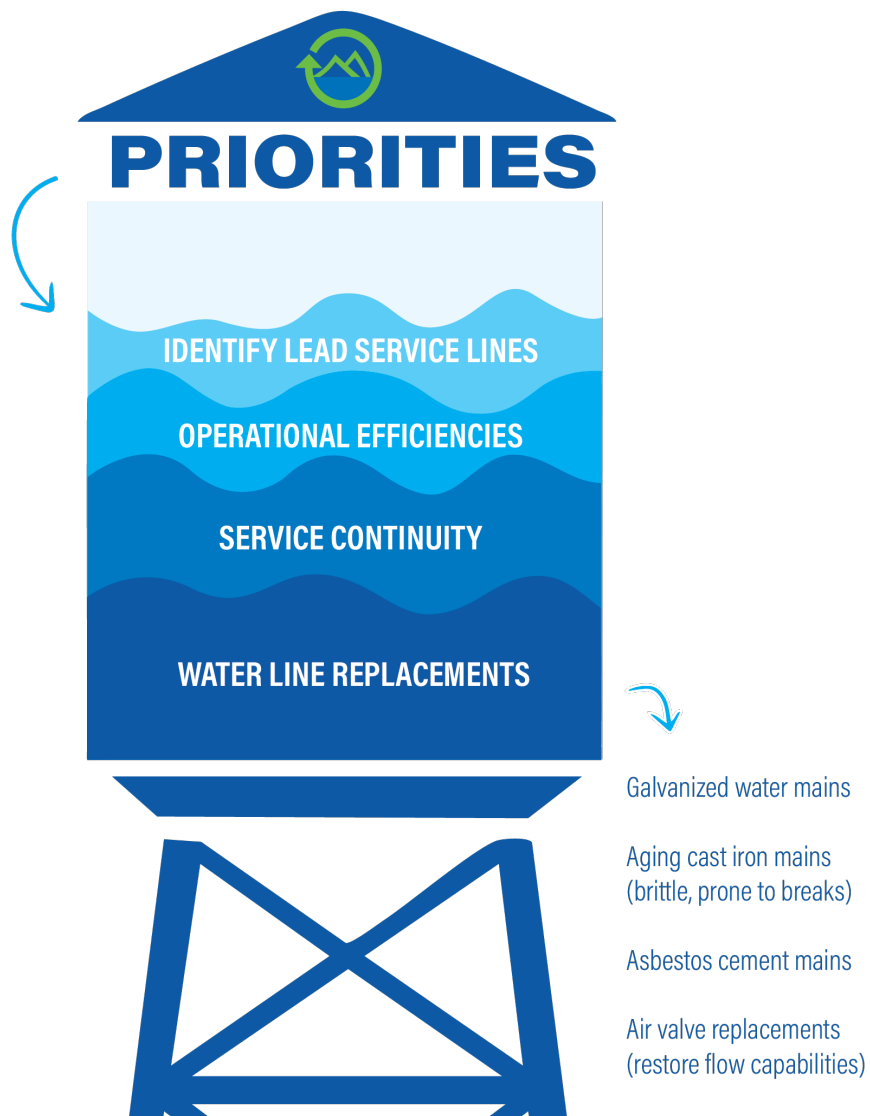 PRIORITIES
IDENTIFY LEAD SERVICE LINES
OPERATIONAL EFFICIENCIES
SERVICE CONTINUITY
WATER LINE REPLACEMENTS
Galvanized water mains
Aging cast iron mains
(brittle, prone to breaks)
Asbestos cement mains
Air valve replacements
(restore flow capabilities)